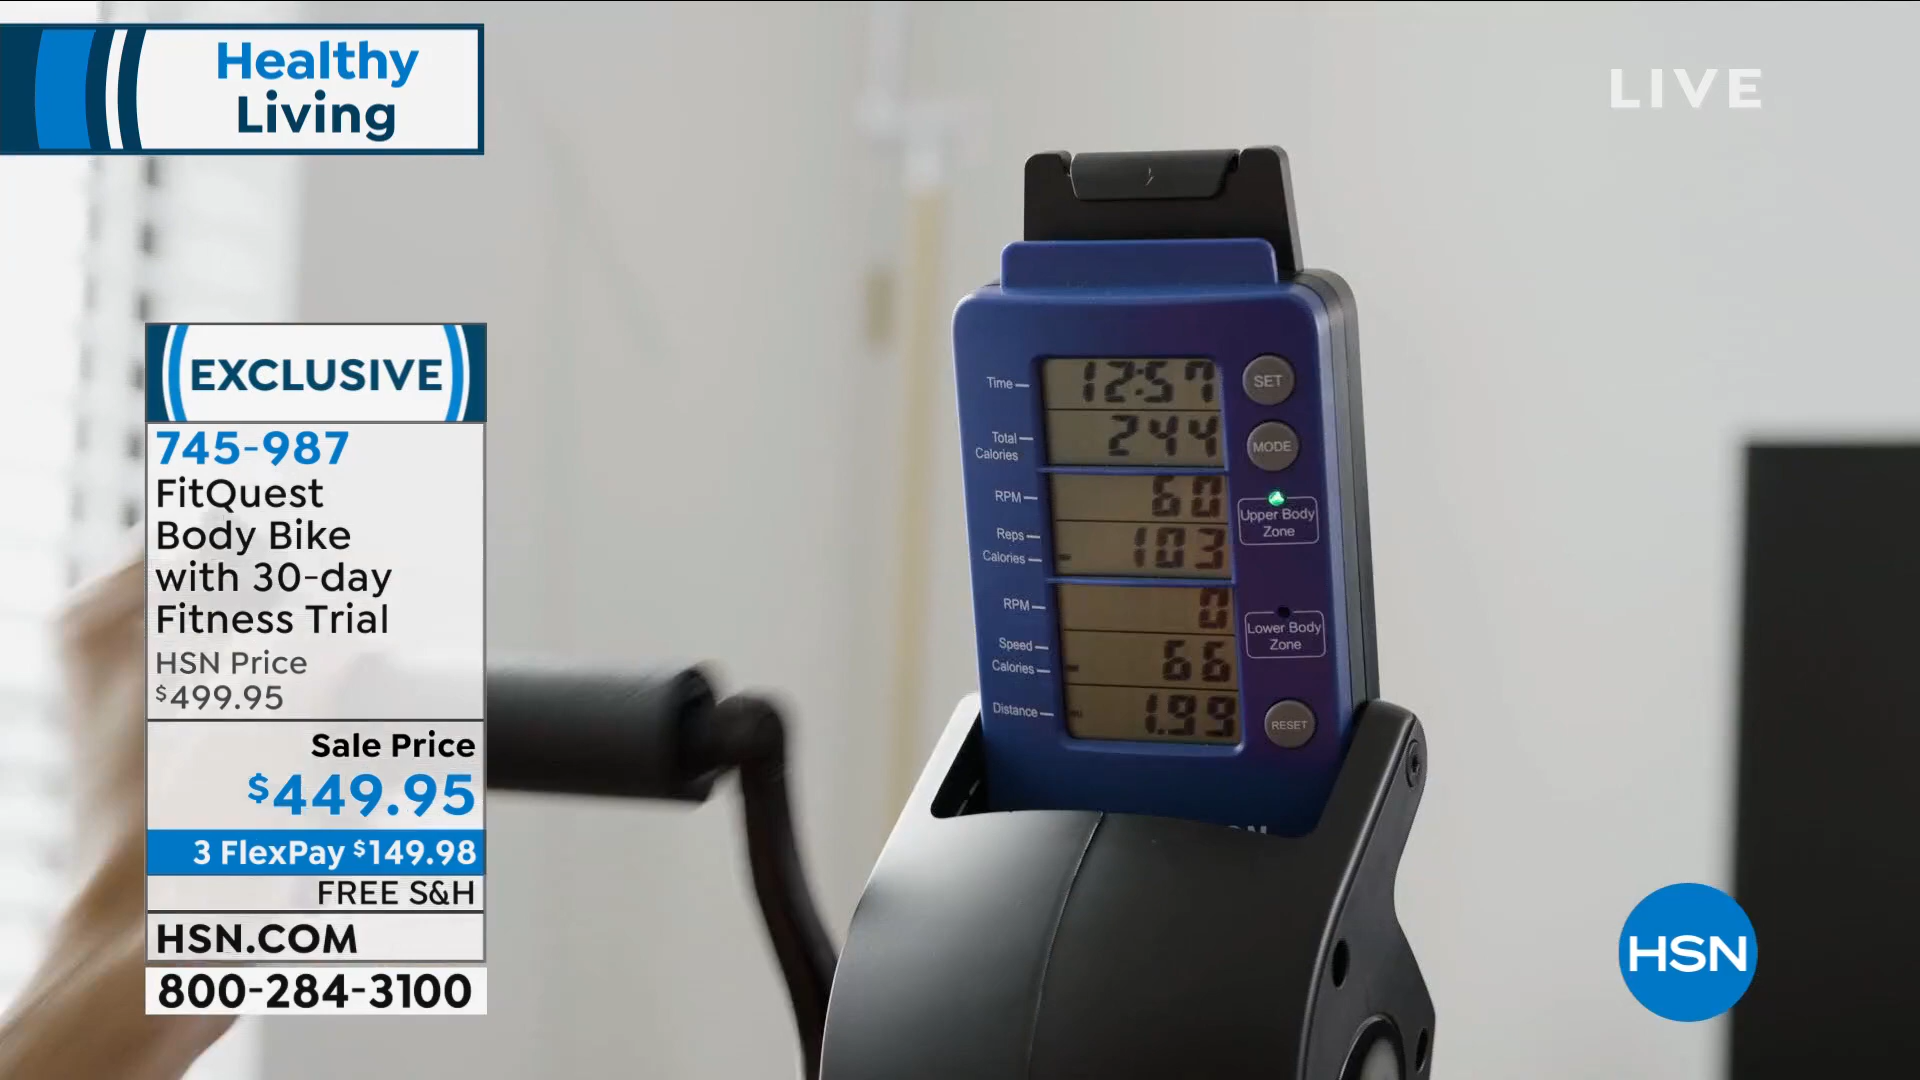 Healthy
Living
LIVE
EXCLUSIVE
745-987
FitQuest
Body Bike
with 30-day
Fitness Trial
HSN Price
$499.95
Sale Price
$449.95
3 FlexPay $149.98
FREE S&H
HSN.COM
800-284-3100
Time
12:57
SET
Total
Calories
244
MODE
RPM
60
Upper Body
Zone
Reps
Calories
103
RPM
0
Lower Body
Zone
Speed
Calories
66
Distance
1.99
RESET
HSN